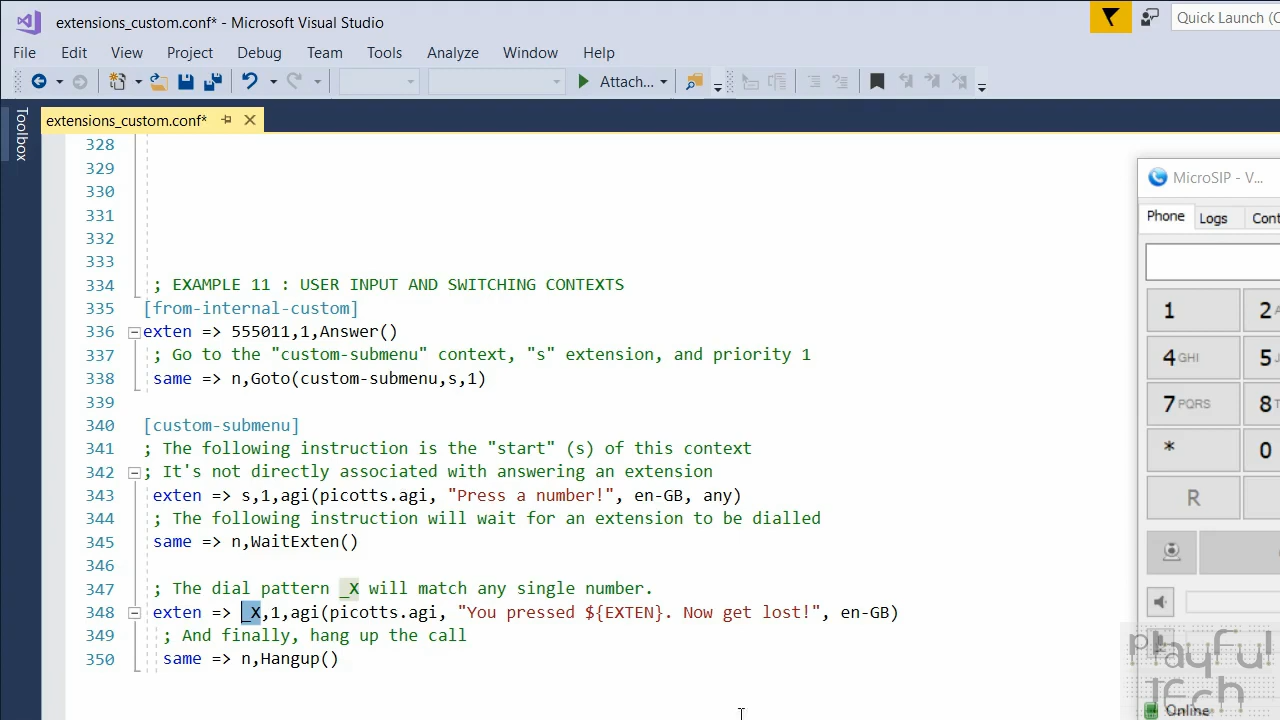 extensions_custom.conf* - Microsoft Visual Studio
Quick Launch (C
File Edit View Project Debug Team Tools Analyze Window Help
Attach...
Toolbox
extensions_custom.conf*
328
329
330
331
332
333
334 ; EXAMPLE 11 : USER INPUT AND SWITCHING CONTEXTS
335 [from-internal-custom]
336 exten => 555011,1,Answer()
337 ; Go to the "custom-submenu" context, "s" extension, and priority 1
338 same => n,Goto(custom-submenu,s,1)
339
340 [custom-submenu]
341 ; The following instruction is the "start" (s) of this context
342 ; It's not directly associated with answering an extension
343 exten => s,1,agi(picotts.agi, "Press a number!", en-GB, any)
344 ; The following instruction will wait for an extension to be dialled
345 same => n,WaitExten()
346
347 ; The dial pattern _X will match any single number.
348 exten => _X,1,agi(picotts.agi, "You pressed ${EXTEN}. Now get lost!", en-GB)
349 ; And finally, hang up the call
350 same => n,Hangup()
MicroSIP - V...
Phone Logs Cont
1 2
4 GHI 5
7 PQRS 8
* 0
R
playful
tech
Online